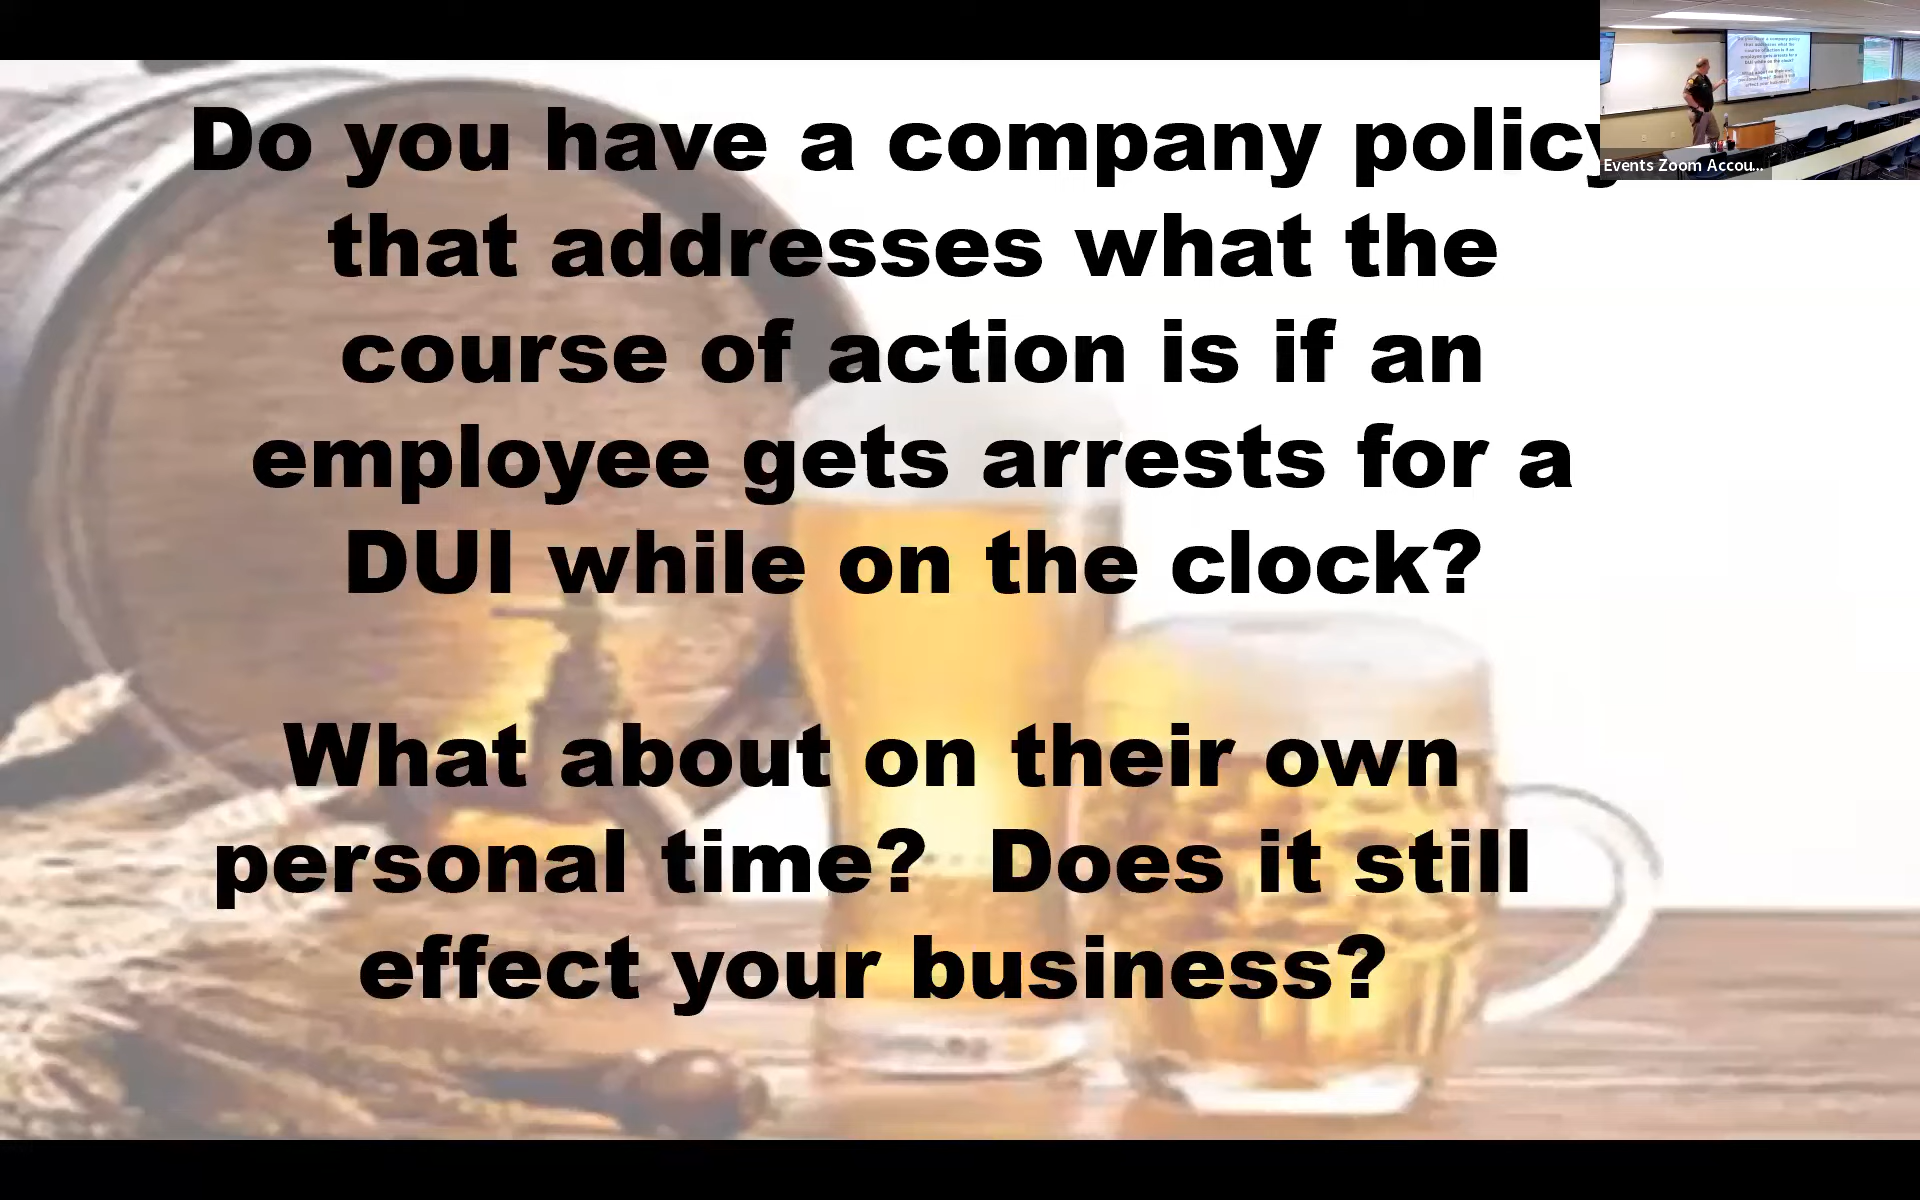 Do you have a company policy
that addresses what the
course of action is if an
employee gets arrests for a
DUI while on the clock?
What about on their own
personal time? Does it still
effect your business?
Events Zoom Accou...